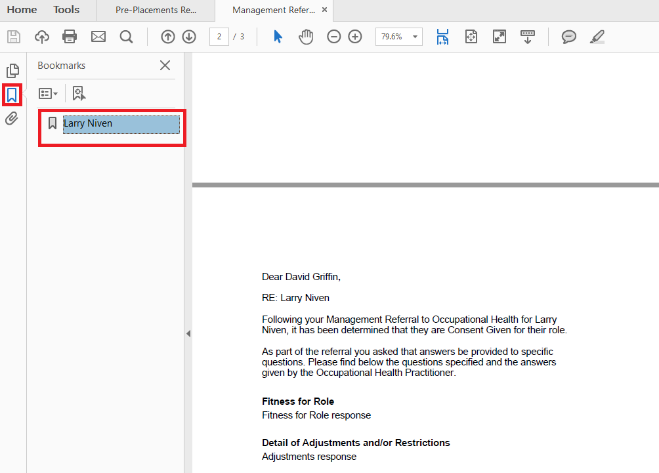 Home Tools Pre-Placements Re... Management Refer... ×
2 / 3 79.6%
Bookmarks
Larry Niven
Dear David Griffin,
RE: Larry Niven
Following your Management Referral to Occupational Health for Larry
Niven, it has been determined that they are Consent Given for their role.
As part of the referral you asked that answers be provided to specific
questions. Please find below the questions specified and the answers
given by the Occupational Health Practitioner.
Fitness for Role
Fitness for Role response
Detail of Adjustments and/or Restrictions
Adjustments response